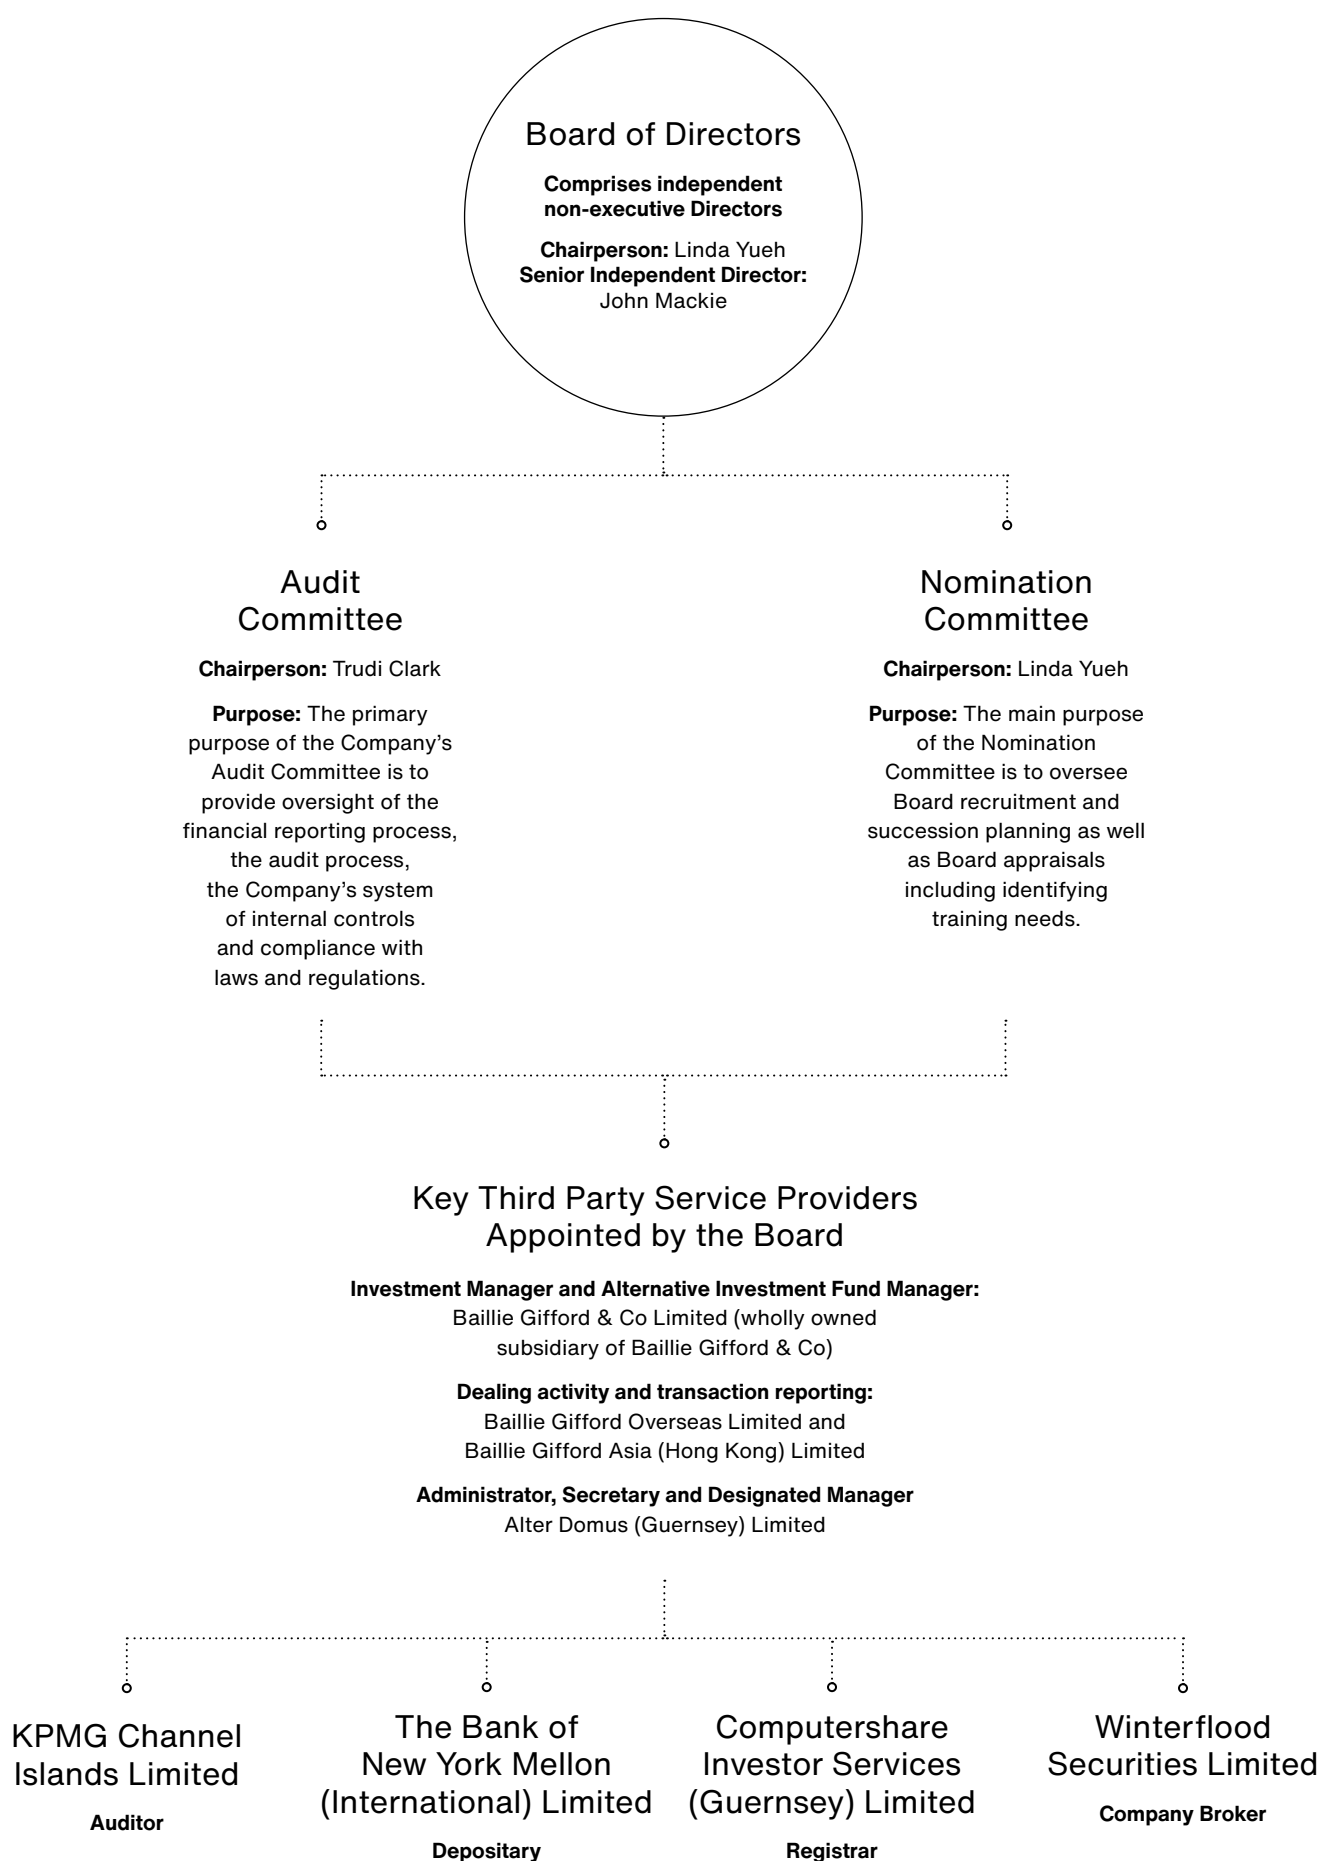 Board of Directors
Comprises independent
non-executive Directors
Chairperson: Linda Yueh
Senior Independent Director:
John Mackie
Audit
Committee
Chairperson: Trudi Clark
Purpose: The primary
purpose of the Company’s
Audit Committee is to
provide oversight of the
financial reporting process,
the audit process,
the Company’s system
of internal controls
and compliance with
laws and regulations.
Nomination
Committee
Chairperson: Linda Yueh
Purpose: The main purpose
of the Nomination
Committee is to oversee
Board recruitment and
succession planning as well
as Board appraisals
including identifying
training needs.
Key Third Party Service Providers
Appointed by the Board
Investment Manager and Alternative Investment Fund Manager:
Baillie Gifford & Co Limited (wholly owned
subsidiary of Baillie Gifford & Co)
Dealing activity and transaction reporting:
Baillie Gifford Overseas Limited and
Baillie Gifford Asia (Hong Kong) Limited
Administrator, Secretary and Designated Manager
Alter Domus (Guernsey) Limited
KPMG Channel
Islands Limited
Auditor
The Bank of
New York Mellon
(International) Limited
Depositary
Computershare
Investor Services
(Guernsey) Limited
Registrar
Winterflood
Securities Limited
Company Broker